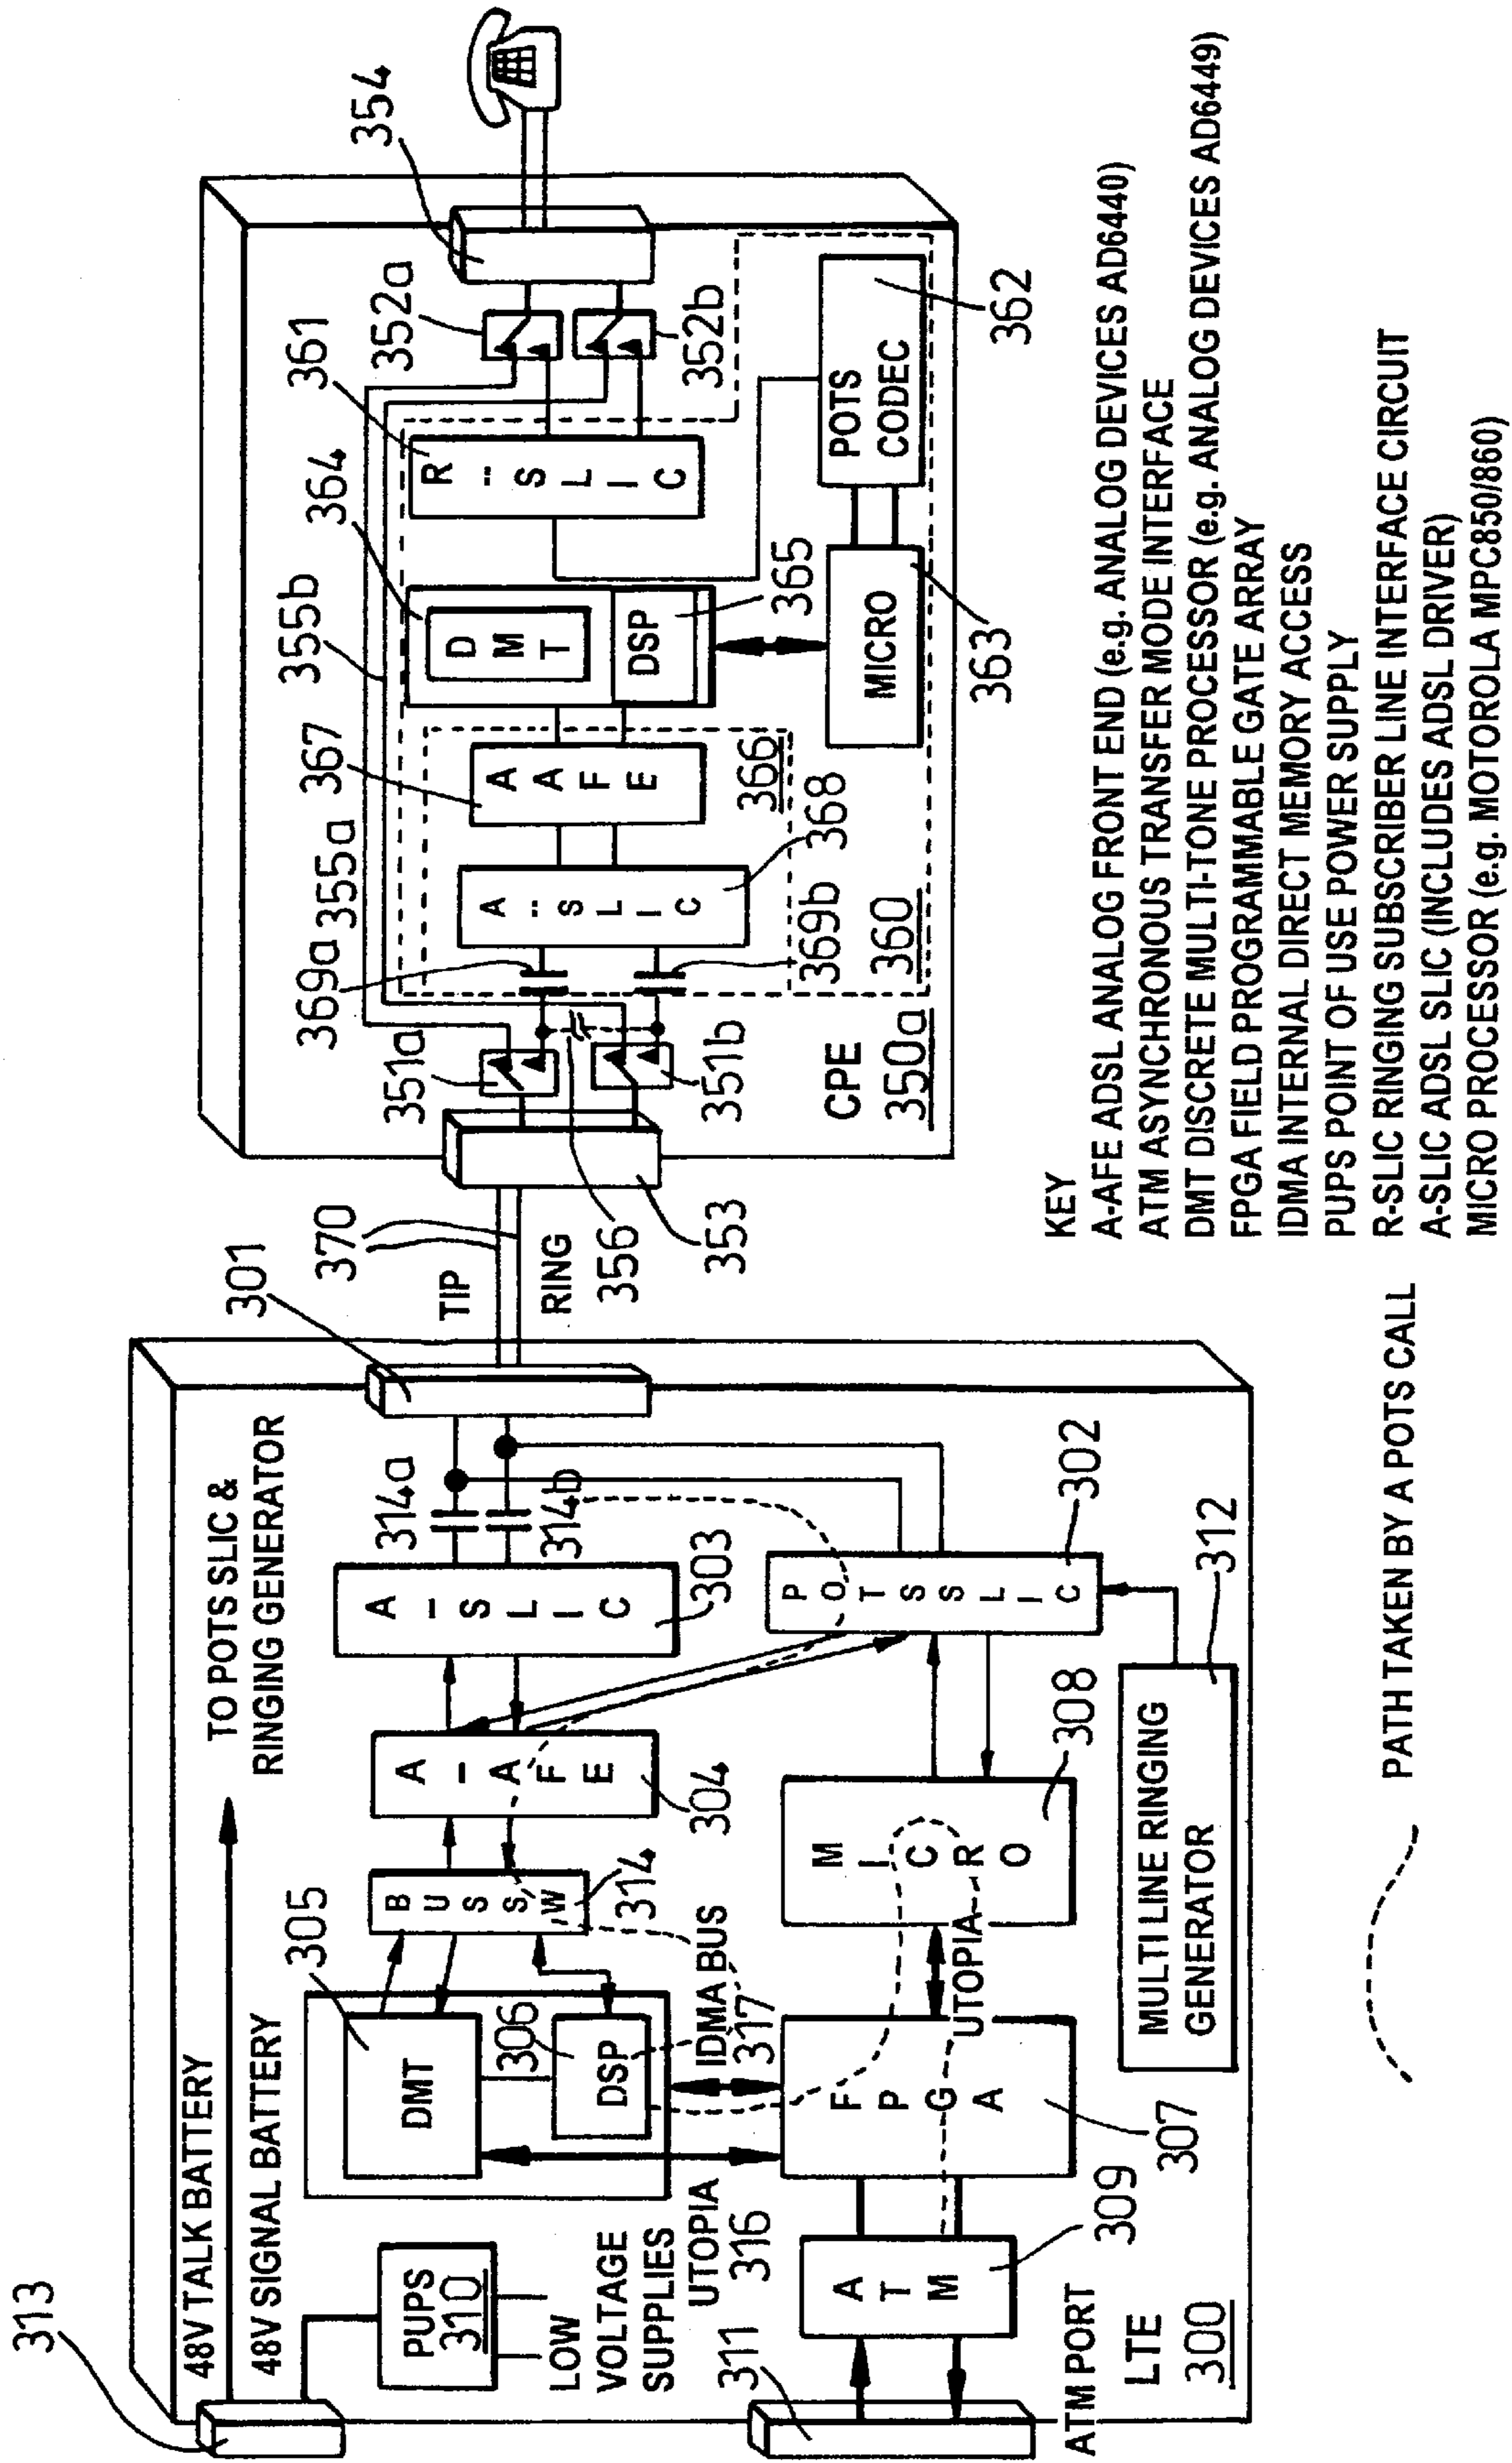 313
48V TALK BATTERY
48V SIGNAL BATTERY
TO POTS SLIC &
RINGING GENERATOR
PUPS
310
LOW
VOLTAGE
SUPPLIES
305
DMT
306
DSP
BUS SW
314
A-AFE
304
A-SLIC
303
314a
314b
301
UTOPIA
316
IDMA BUS
317
311
ATM PORT
ATM
309
FPGA
307
UTOPIA
MICRO
308
POTS SLIC
302
MULTI LINE RINGING
GENERATOR
312
LTE
300
TIP
RING
370
353
356
351a
351b
369a
369b
355a
355b
A-SLIC
368
AAFE
367
366
364
DMT
DSP
365
361
R-SLIC
352a
352b
354
MICRO
363
POTS
CODEC
362
360
CPE
350a
PATH TAKEN BY A POTS CALL
KEY
A-AFE ADSL ANALOG FRONT END (e.g. ANALOG DEVICES AD6440)
ATM ASYNCHRONOUS TRANSFER MODE INTERFACE
DMT DISCRETE MULTI-TONE PROCESSOR (e.g. ANALOG DEVICES AD6449)
FPGA FIELD PROGRAMMABLE GATE ARRAY
IDMA INTERNAL DIRECT MEMORY ACCESS
PUPS POINT OF USE POWER SUPPLY
R-SLIC RINGING SUBSCRIBER LINE INTERFACE CIRCUIT
A-SLIC ADSL SLIC (INCLUDES ADSL DRIVER)
MICRO PROCESSOR (e.g. MOTOROLA MPC850/860)